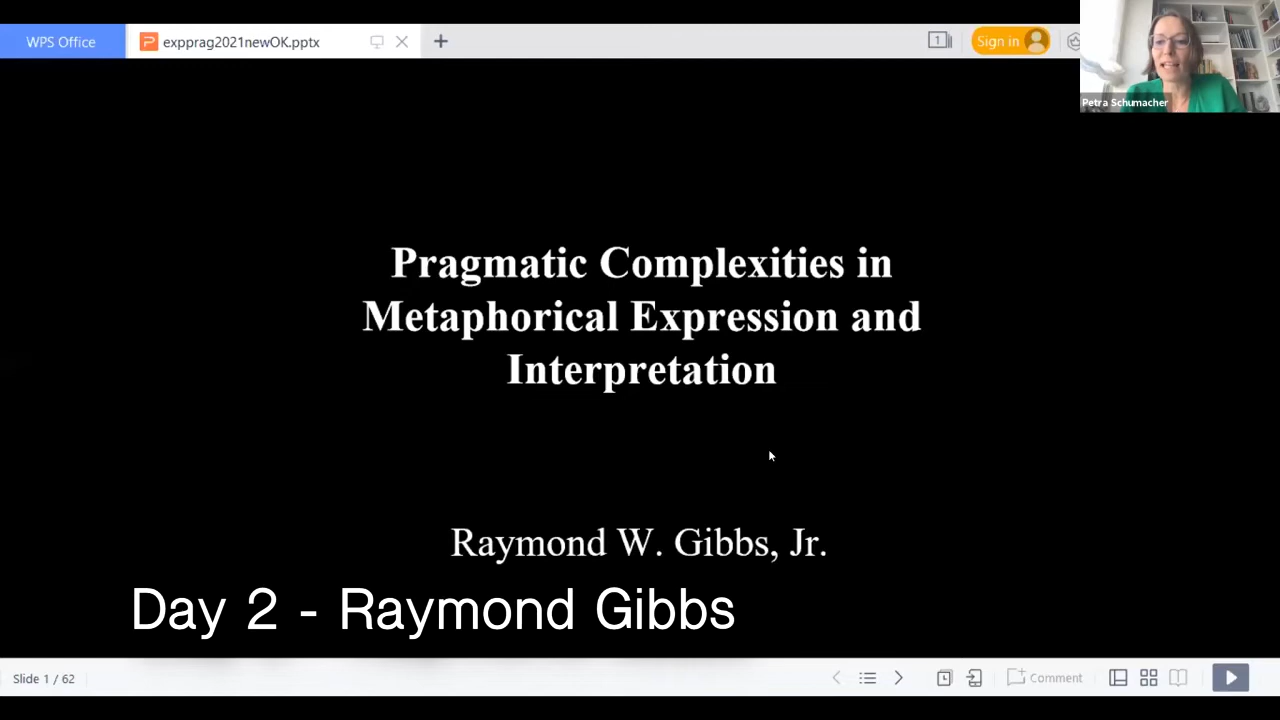 WPS Office
expprag2021newOK.pptx
1
Sign in
Petra Schumacher
Pragmatic Complexities in
Metaphorical Expression and
Interpretation
Raymond W. Gibbs, Jr.
Day 2 - Raymond Gibbs
Slide 1 / 62
Comment